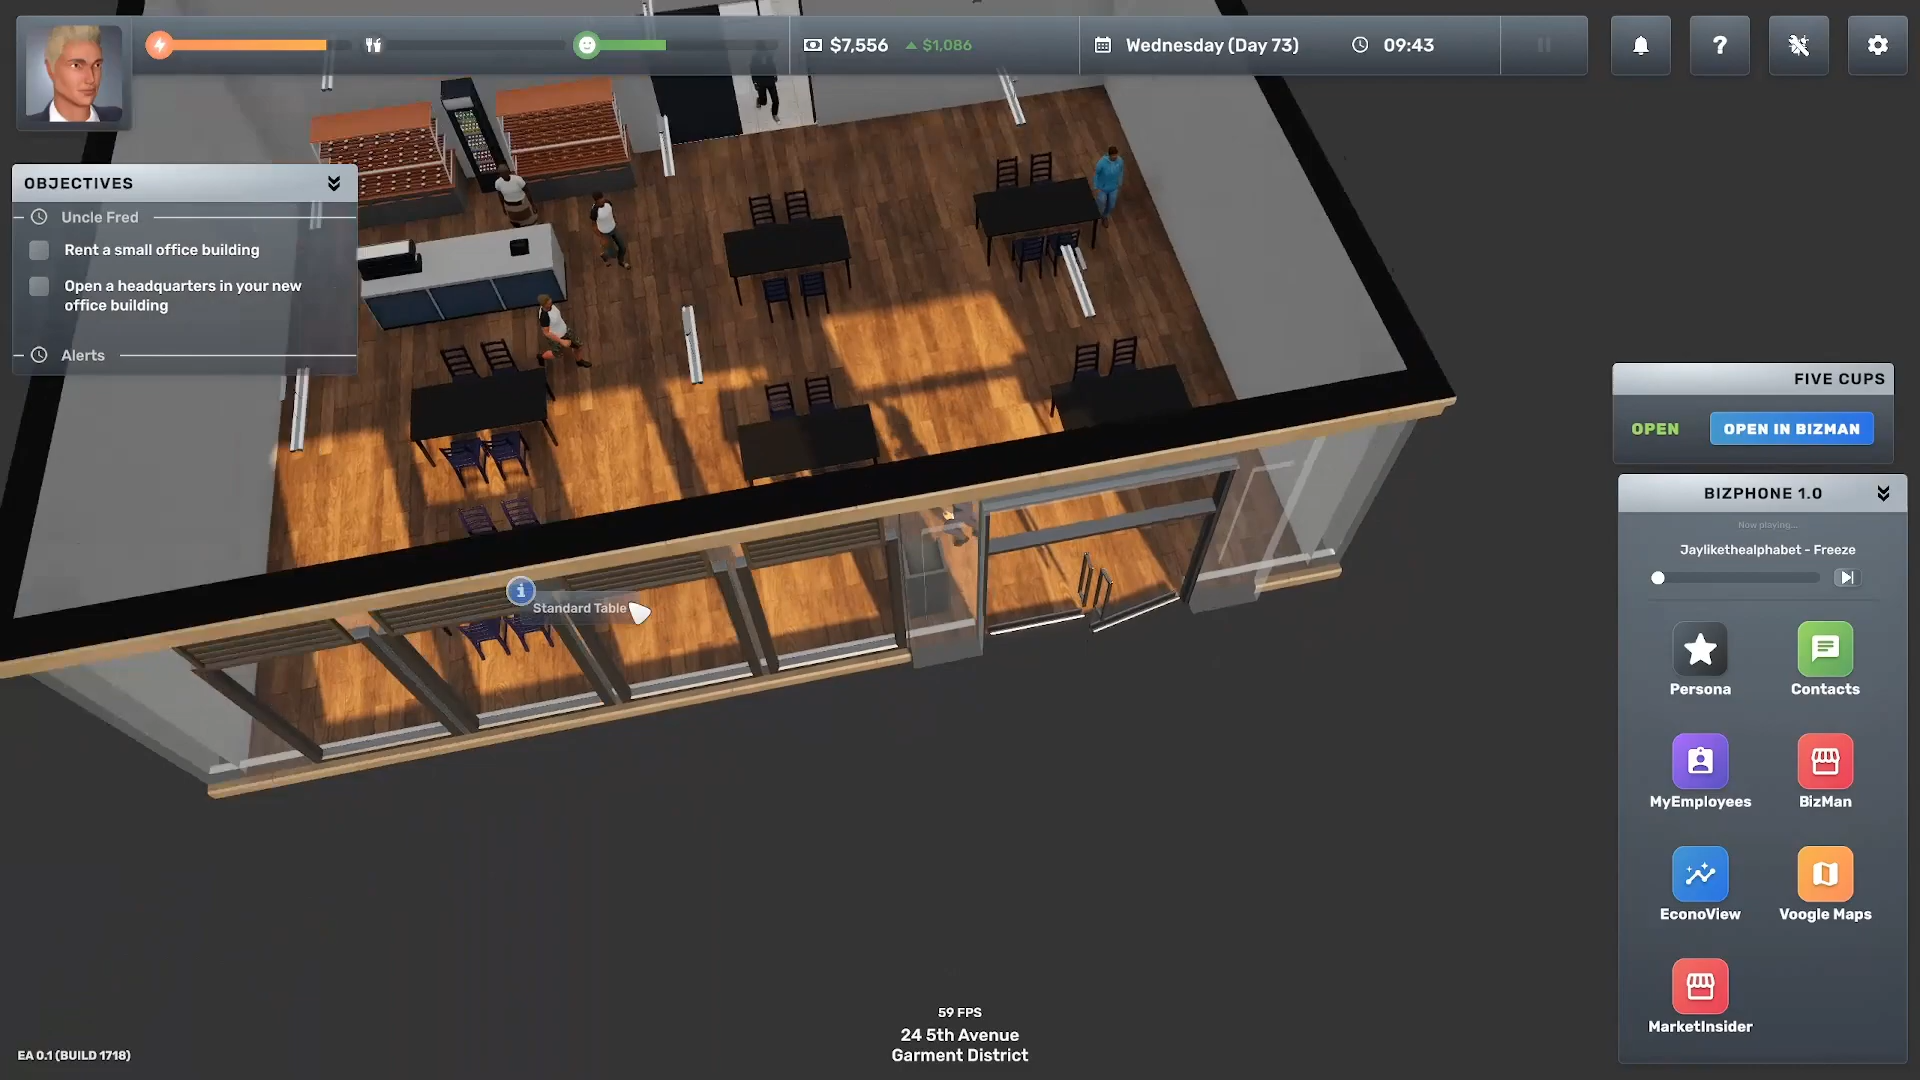 $7,556
$1,086
Wednesday (Day 73)
09:43
?
OBJECTIVES
Uncle Fred
Rent a small office building
Open a headquarters in your new
office building
Alerts
FIVE CUPS
OPEN
OPEN IN BIZMAN
BIZPHONE 1.0
Now playing...
Jaylikethealphabet - Freeze
Persona
Contacts
MyEmployees
BizMan
EconoView
Voogle Maps
MarketInsider
i
Standard Table
59 FPS
24 5th Avenue
Garment District
EA 0.1 (BUILD 1718)